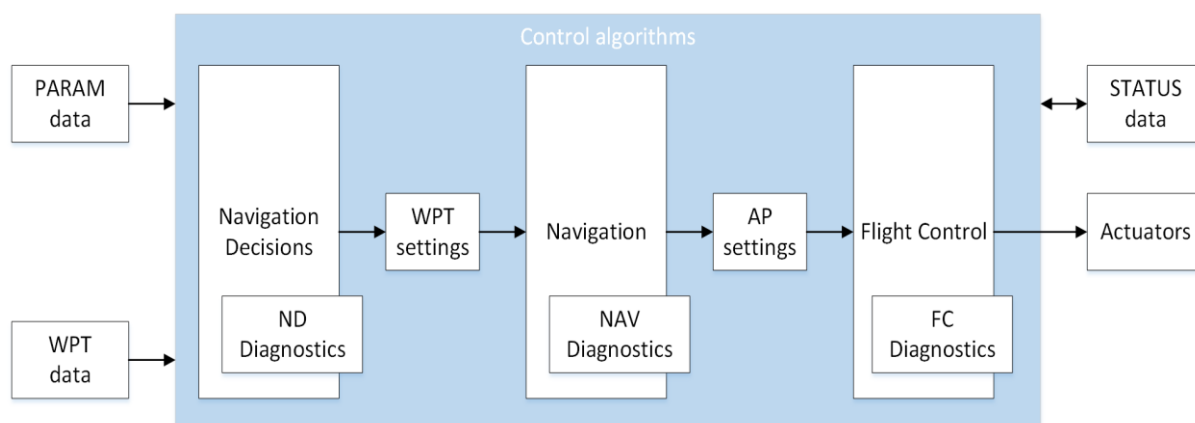 Control algorithms
PARAM
data
WPT
data
Navigation
Decisions
ND
Diagnostics
WPT
settings
Navigation
NAV
Diagnostics
AP
settings
Flight Control
FC
Diagnostics
STATUS
data
Actuators